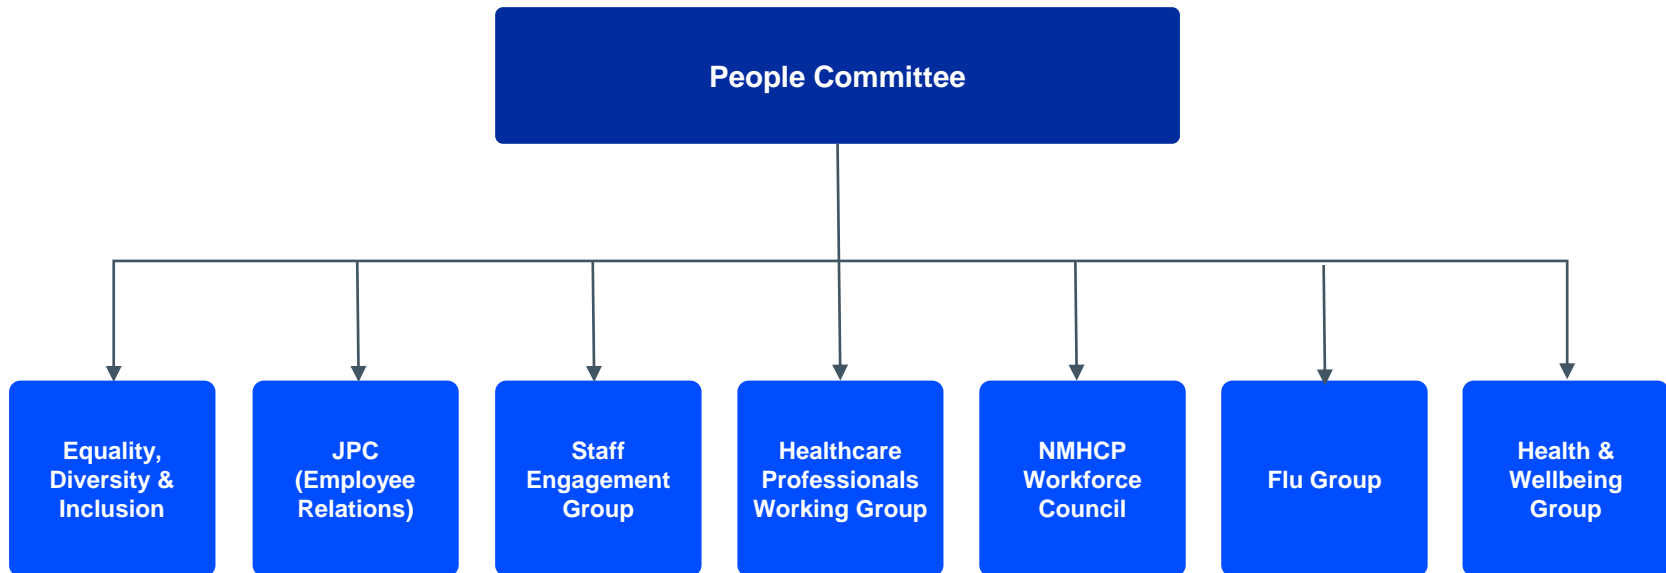 People Committee
Equality,
Diversity &
Inclusion
JPC
(Employee
Relations)
Staff
Engagement
Group
Healthcare
Professionals
Working Group
NMHCP
Workforce
Council
Flu Group
Health &
Wellbeing
Group